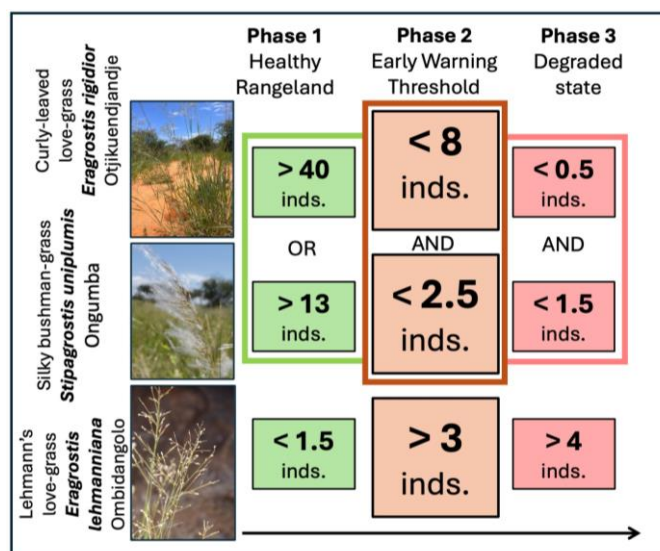 Phase 1
Healthy
Rangeland
Phase 2
Early Warning
Threshold
Phase 3
Degraded
state
Curly-leaved
love-grass
Eragrostis rigidior
Otjikuendjandje
> 40
inds.
< 8
inds.
< 0.5
inds.
OR
AND
AND
Silky bushman-grass
Stipagrostis uniplumis
Ongumba
> 13
inds.
< 2.5
inds.
< 1.5
inds.
Lehmann's
love-grass
Eragrostis
lehmanniana
Ombidangolo
< 1.5
inds.
> 3
inds.
> 4
inds.